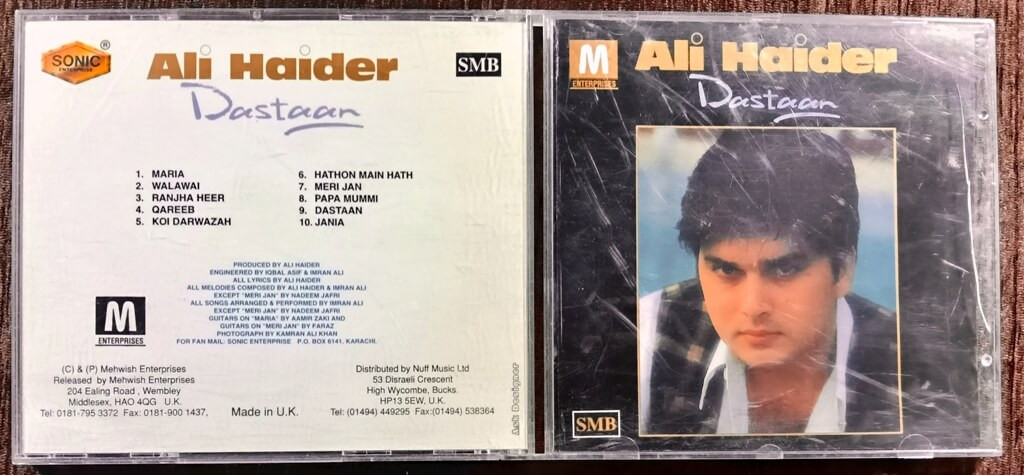 SONIC
ENTERPRISE
®
Ali Haider
SMB
Dastaan
1. MARIA
2. WALAWAI
3. RANJHA HEER
4. QAREEB
5. KOI DARWAZAH
6. HATHON MAIN HATH
7. MERI JAN
8. PAPA MUMMI
9. DASTAAN
10. JANIA
PRODUCED BY ALI HAIDER
ENGINEERED BY IQBAL ASIF & IMRAN ALI
ALL LYRICS BY ALI HAIDER
ALL MELODIES COMPOSED BY ALI HAIDER & IMRAN ALI
EXCEPT "MERI JAN" BY NADEEM JAFRI
ALL SONGS ARRANGED & PERFORMED BY IMRAN ALI
EXCEPT "MERI JAN" BY NADEEM JAFRI
GUITARS ON "MARIA" BY AAMIR ZAKI AND
GUITARS ON "MERI JAN" BY FARAZ
PHOTOGRAPH BY KAMRAN ALI KHAN
FOR FAN MAIL: SONIC ENTERPRISE P.O. BOX 6141, KARACHI.
M
ENTERPRISES
(C) & (P) Mehwish Enterprises
Released by Mehwish Enterprises
204 Ealing Road , Wembley
Middlesex, HAO 4QG U.K.
Tel: 0181-795 3372 Fax: 0181-900 1437,
Made in U.K.
Distributed by Nuff Music Ltd
53 Disraeli Crescent
High Wycombe, Bucks.
HP13 5EW, U.K.
Tel: (01494) 449295 Fax:(01494) 538364
Ask Designer
M
ENTERPRISES
Ali Haider
Dastaan
SMB